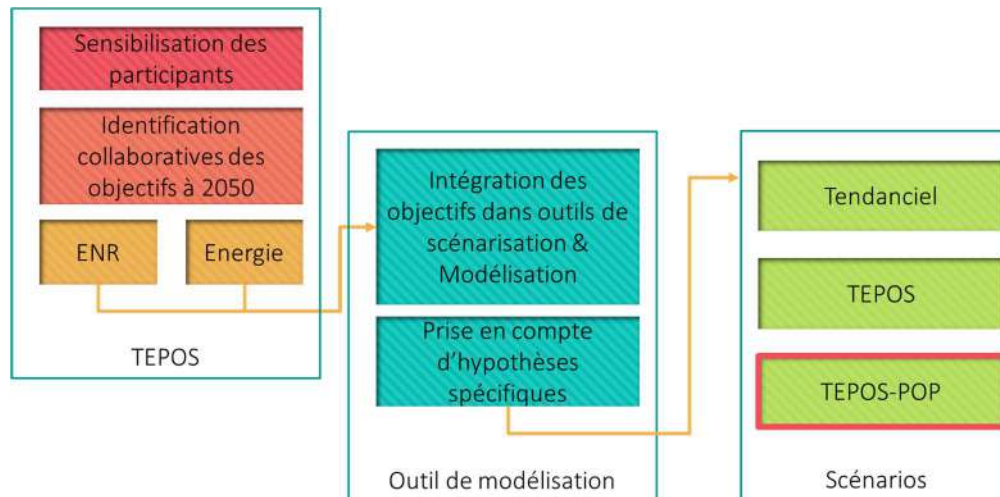 Sensibilisation des
participants
Identification
collaboratives des
objectifs à 2050
ENR
Energie
TEPOS
Intégration des
objectifs dans outils de
scénarisation &
Modélisation
Prise en compte
d'hypothèses
spécifiques
Outil de modélisation
Tendanciel
TEPOS
TEPOS-POP
Scénarios